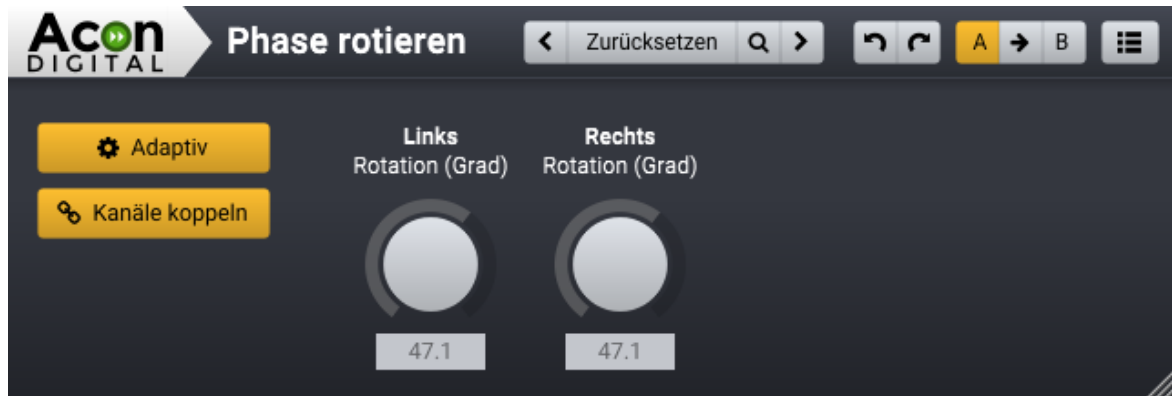 Acon
DIGITAL
Phase rotieren
Zurücksetzen
A
B
Adaptiv
Kanäle koppeln
Links
Rotation (Grad)
47.1
Rechts
Rotation (Grad)
47.1